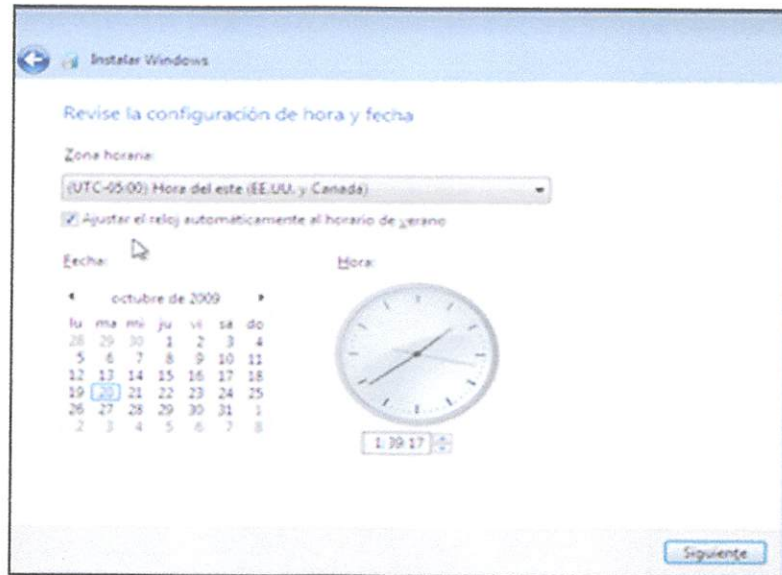 Instalar Windows
Revise la configuración de hora y fecha
Zona horaria:
(UTC-05:00) Hora del este (EE.UU. y Canadá)
Ajustar el reloj automáticamente al horario de verano
Fecha:
Hora:
octubre de 2009
lu ma mi ju vi sá do
28 29 30 1 2 3 4
5 6 7 8 9 10 11
12 13 14 15 16 17 18
19 20 21 22 23 24 25
26 27 28 29 30 31 1
2 3 4 5 6 7 8
1:39:17
Siguiente